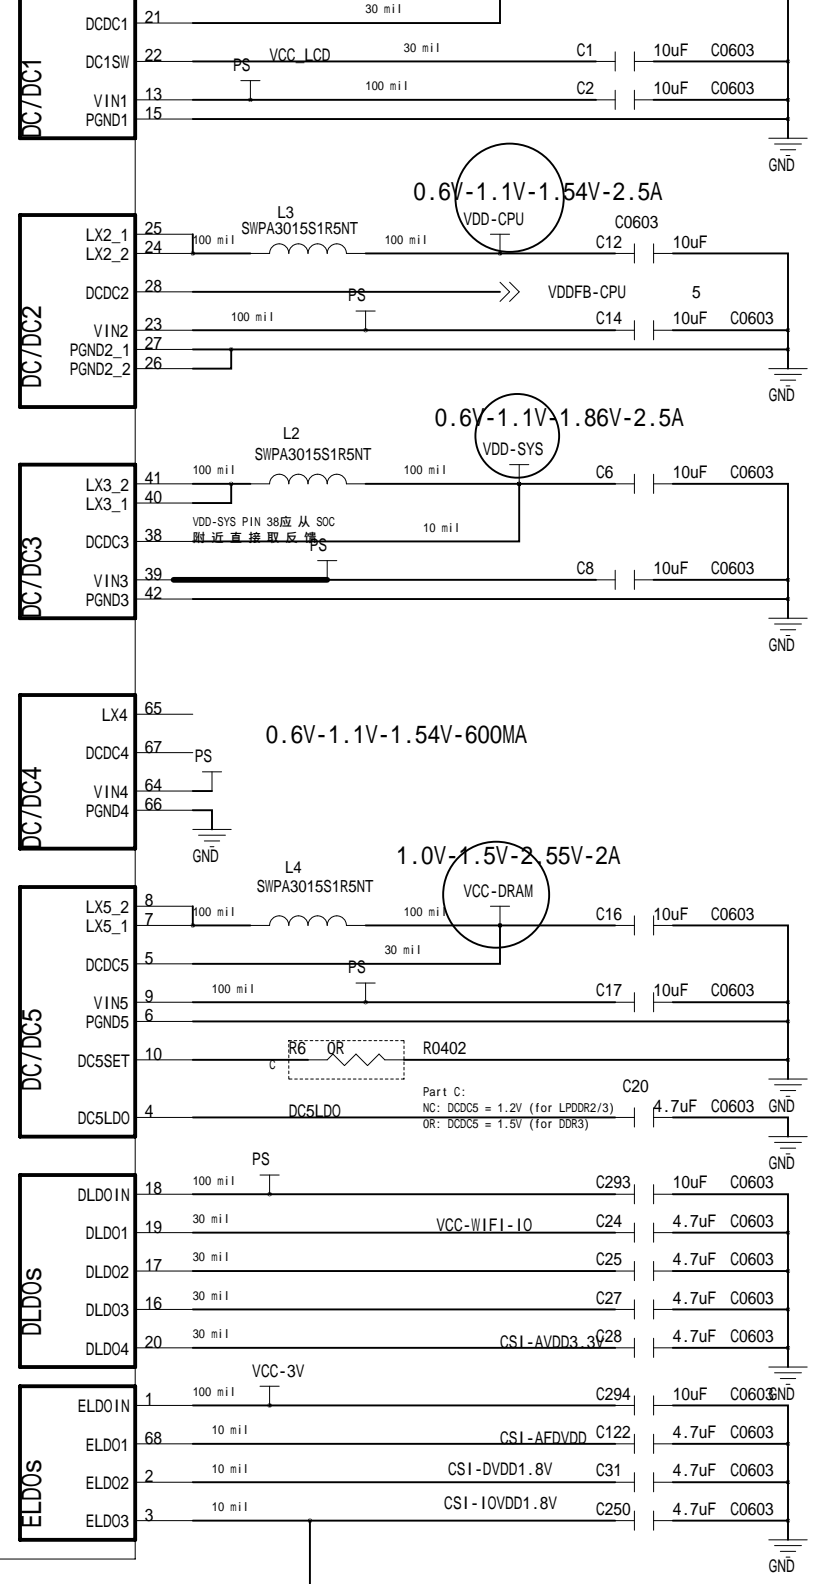 30 mil
DCDC1 21
DC1SW 22 VCC_LCD 30 mil C1 10uF C0603
PS
VIN1 13 100 mil C2 10uF C0603
PGND1 15
DC/DC1
GND
0.6V-1.1V-1.54V-2.5A
L3
SWPA3015S1R5NT
VDD-CPU
C0603
LX2_1 25
LX2_2 24 100 mil 100 mil C12 10uF
DCDC2 28 VDDFB-CPU 5
PS
VIN2 23 100 mil C14 10uF C0603
PGND2_1 27
PGND2_2 26
DC/DC2
GND
0.6V-1.1V-1.86V-2.5A
L2
SWPA3015S1R5NT
VDD-SYS
LX3_2 41 100 mil 100 mil C6 10uF C0603
LX3_1 40
VDD-SYS PIN 38应 从 SOC
附近直接取反馈
DCDC3 38 10 mil
PS
VIN3 39 C8 10uF C0603
PGND3 42
DC/DC3
GND
LX4 65
0.6V-1.1V-1.54V-600MA
DCDC4 67
PS
VIN4 64
PGND4 66
DC/DC4
GND
1.0V-1.5V-2.55V-2A
L4
SWPA3015S1R5NT
VCC-DRAM
LX5_2 8
LX5_1 7 100 mil 100 mil C16 10uF C0603
DCDC5 5 30 mil
PS
VIN5 9 100 mil C17 10uF C0603
PGND5 6
DC/DC5
DC5SET 10 C R6 0R R0402
GND
Part C:
NC: DCDC5 = 1.2V (for LPDDR2/3)
0R: DCDC5 = 1.5V (for DDR3)
DC5LDO 4 DC5LDO C20 4.7uF C0603
GND
PS
DLDOIN 18 100 mil C293 10uF C0603
DLDO1 19 30 mil VCC-WIFI-IO C24 4.7uF C0603
DLDO2 17 30 mil C25 4.7uF C0603
DLDO3 16 30 mil C27 4.7uF C0603
DLDO4 20 30 mil CSI-AVDD3.3V C28 4.7uF C0603
DLDOs
GND
VCC-3V
ELDOIN 1 100 mil C294 10uF C0603
ELDO1 68 10 mil CSI-AFDVDD C122 4.7uF C0603
ELDO2 2 10 mil CSI-DVDD1.8V C31 4.7uF C0603
ELDO3 3 10 mil CSI-IOVDD1.8V C250 4.7uF C0603
ELDOs
GND